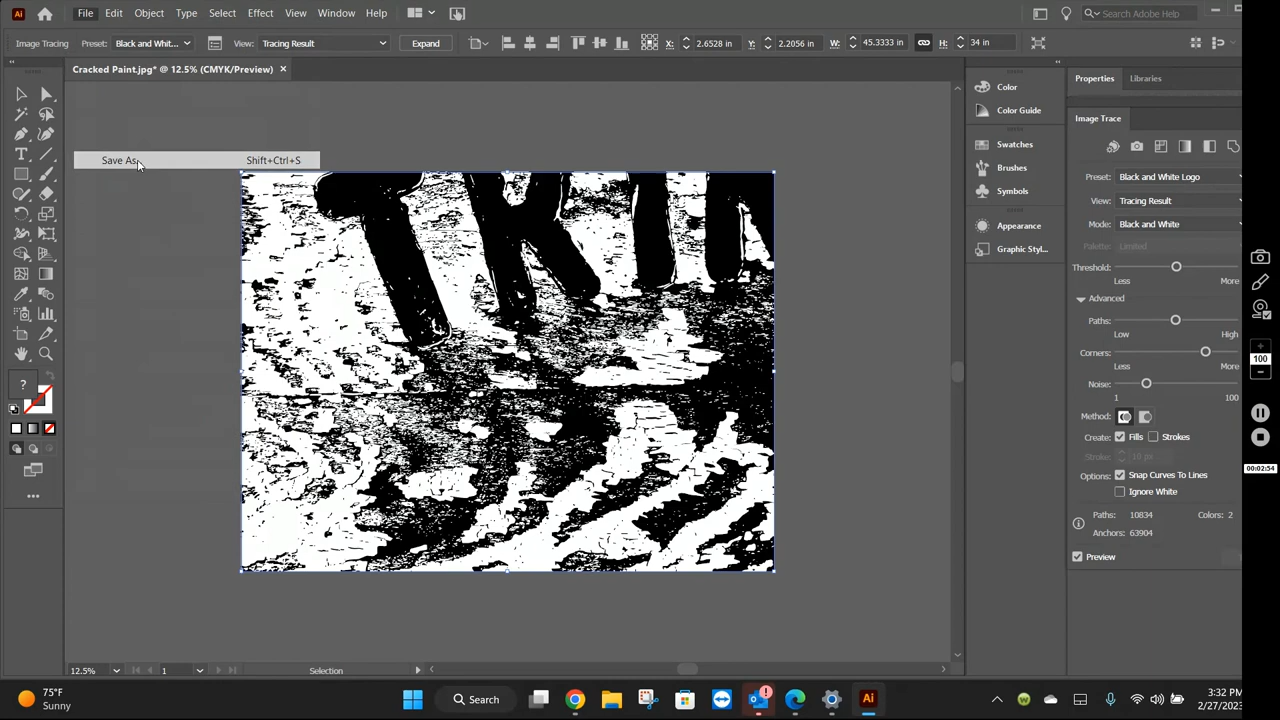 Ai File Edit Object Type Select Effect View Window Help Search Adobe Help
Image Tracing Preset: Black and Whit... View: Tracing Result Expand X: 2.6528 in Y: 2.2056 in W: 45.3333 in H: 34 in
Cracked Paint.jpg* @ 12.5% (CMYK/Preview) ×
Save As... Shift+Ctrl+S
T
?
Color
Color Guide
Swatches
Brushes
Symbols
Appearance
Graphic Styl...
Properties Libraries
Image Trace
Preset: Black and White Logo
View: Tracing Result
Mode: Black and White
Palette: Limited
Threshold:
Less More
Advanced
Paths:
Low High
Corners:
Less More
Noise:
1 100
Method:
Create: Fills Strokes
Stroke: 10 px
Options: Snap Curves To Lines
Ignore White
Paths: 10834 Colors: 2
Anchors: 63904
Preview
100
00:02:54
12.5% 1 Selection
75°F
Sunny
Search
Ai
3:32 PM
2/27/2023